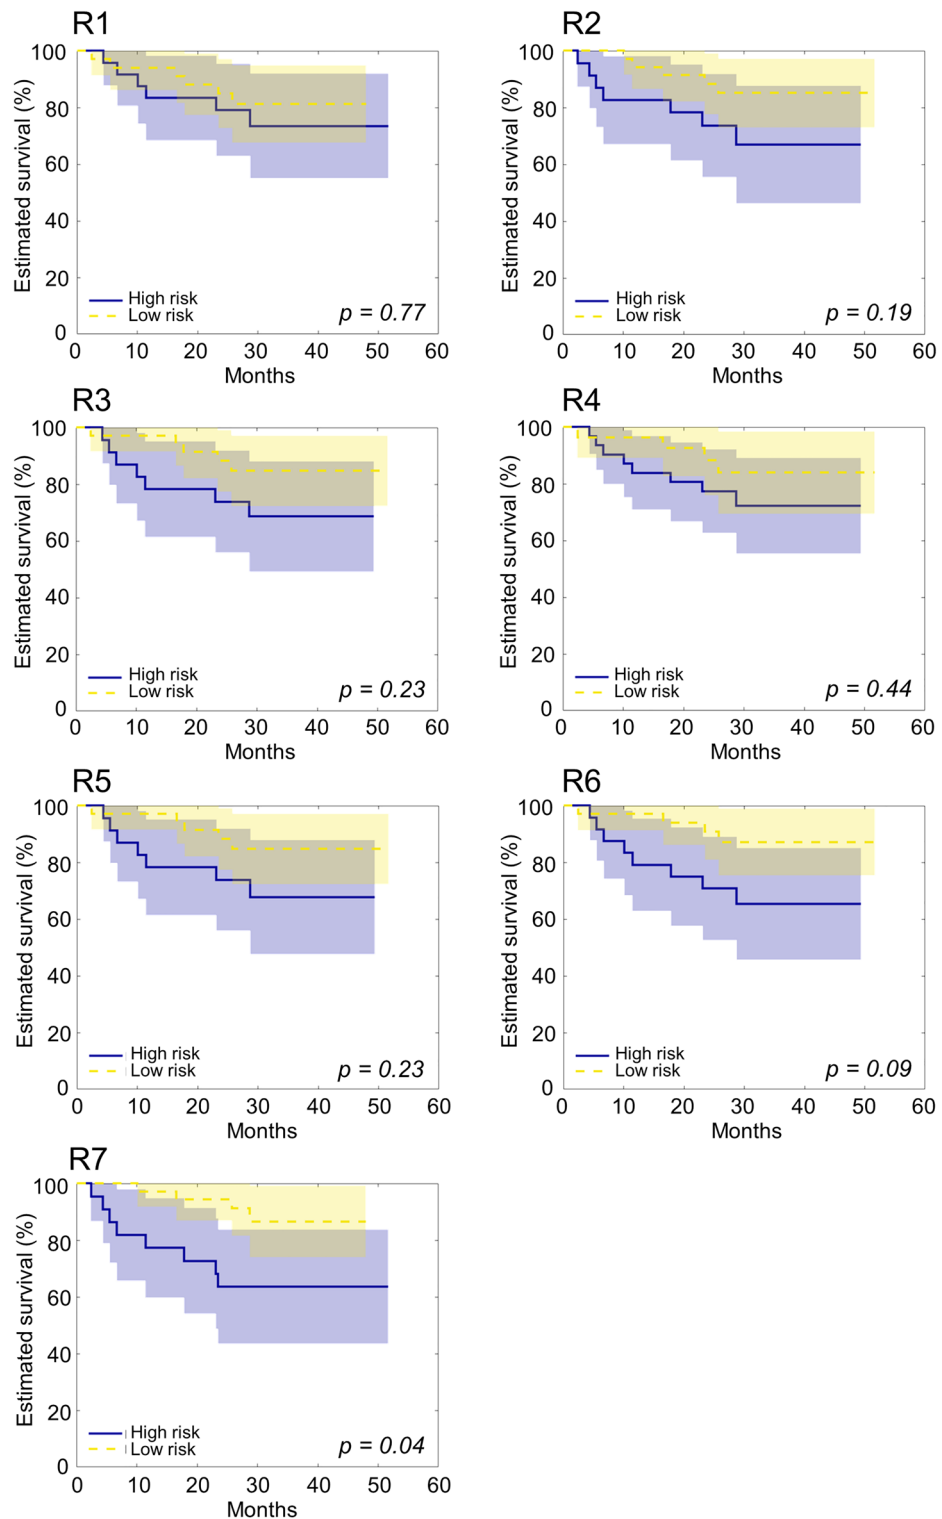 R1
Estimated survival (%)
100
80
60
40
20
0
High risk
Low risk
p = 0.77
0 10 20 30 40 50 60
Months
R2
Estimated survival (%)
100
80
60
40
20
0
High risk
Low risk
p = 0.19
0 10 20 30 40 50 60
Months
R3
Estimated survival (%)
100
80
60
40
20
0
High risk
Low risk
p = 0.23
0 10 20 30 40 50 60
Months
R4
Estimated survival (%)
100
80
60
40
20
0
High risk
Low risk
p = 0.44
0 10 20 30 40 50 60
Months
R5
Estimated survival (%)
100
80
60
40
20
0
High risk
Low risk
p = 0.23
0 10 20 30 40 50 60
Months
R6
Estimated survival (%)
100
80
60
40
20
0
High risk
Low risk
p = 0.09
0 10 20 30 40 50 60
Months
R7
Estimated survival (%)
100
80
60
40
20
0
High risk
Low risk
p = 0.04
0 10 20 30 40 50 60
Months